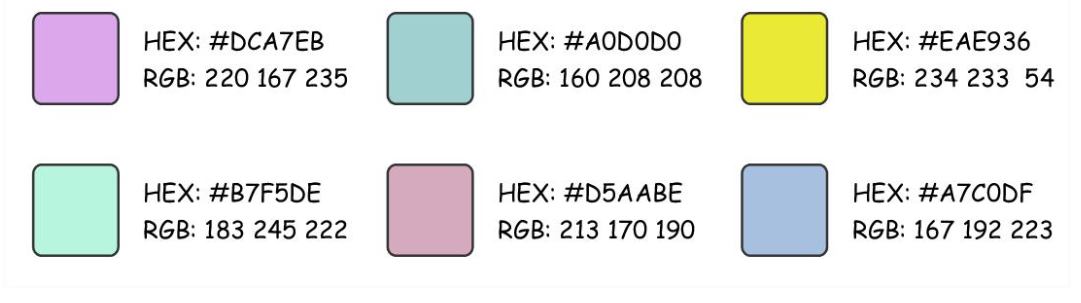 HEX: #DCA7EB
RGB: 220 167 235
HEX: #A0D0D0
RGB: 160 208 208
HEX: #EAE936
RGB: 234 233  54
HEX: #B7F5DE
RGB: 183 245 222
HEX: #D5AABE
RGB: 213 170 190
HEX: #A7C0DF
RGB: 167 192 223